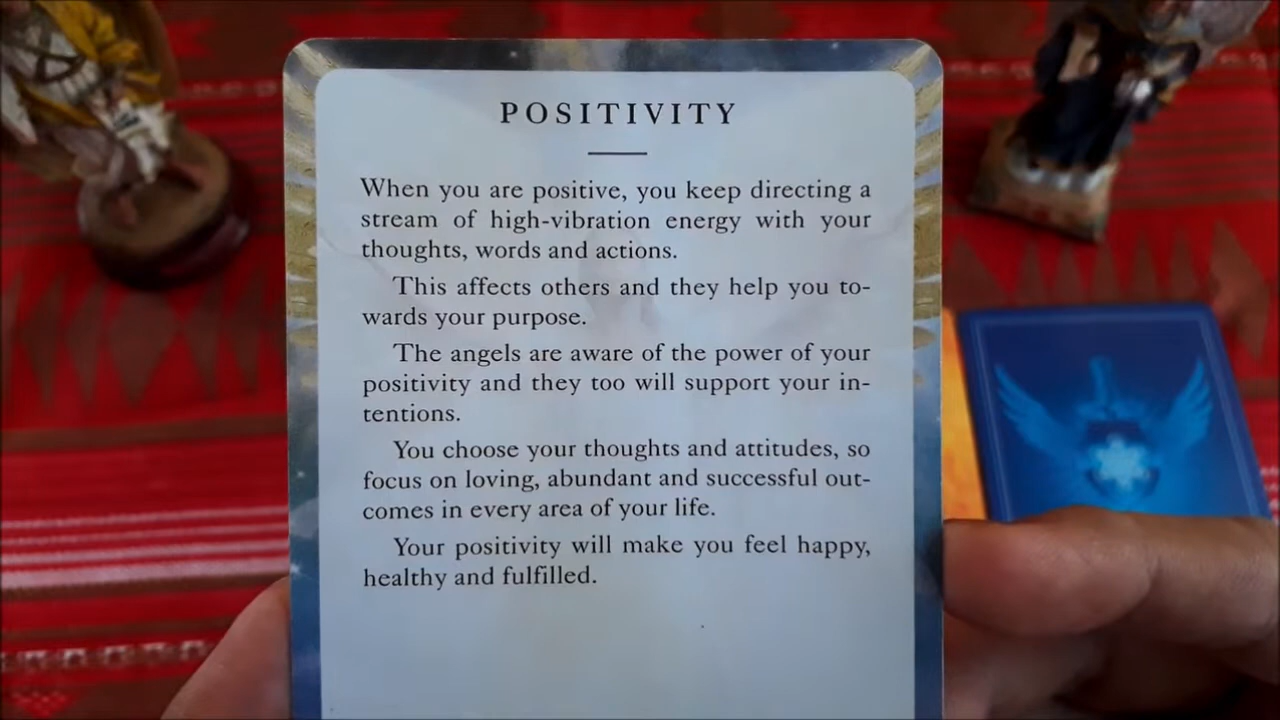 POSITIVITY
When you are positive, you keep directing a
stream of high-vibration energy with your
thoughts, words and actions.
This affects others and they help you to-
wards your purpose.
The angels are aware of the power of your
positivity and they too will support your in-
tentions.
You choose your thoughts and attitudes, so
focus on loving, abundant and successful out-
comes in every area of your life.
Your positivity will make you feel happy,
healthy and fulfilled.